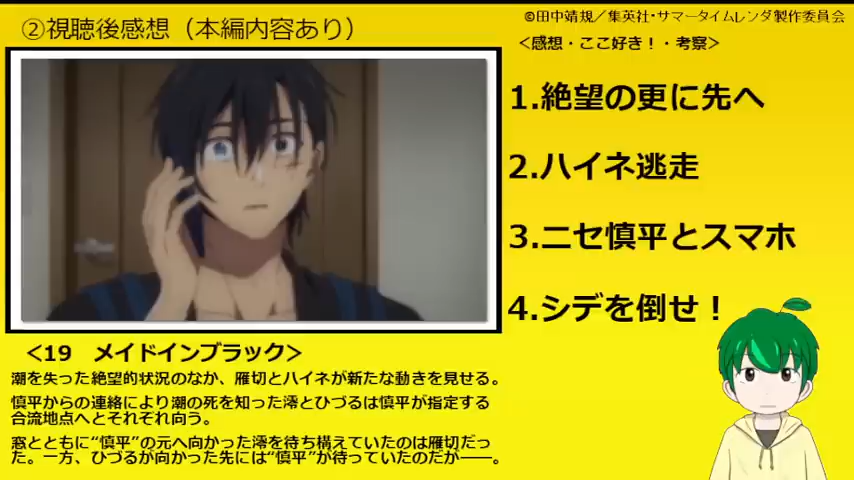 ©田中靖規／集英社・サマータイムレンダ製作委員会
②視聴後感想（本編内容あり）
＜感想・ここ好き！・考察＞
1.絶望の更に先へ
2.ハイネ逃走
3.ニセ慎平とスマホ
4.シデを倒せ！
＜19　メイドインブラック＞
潮を失った絶望的状況のなか、雁切とハイネが新たな動きを見せる。
慎平からの連絡により潮の死を知った澪とひづるは慎平が指定する
合流地点へとそれぞれ向う。
窓とともに“慎平”の元へ向かった澪を待ち構えていたのは雁切だっ
た。一方、ひづるが向かった先には“慎平”が待っていたのだが――。